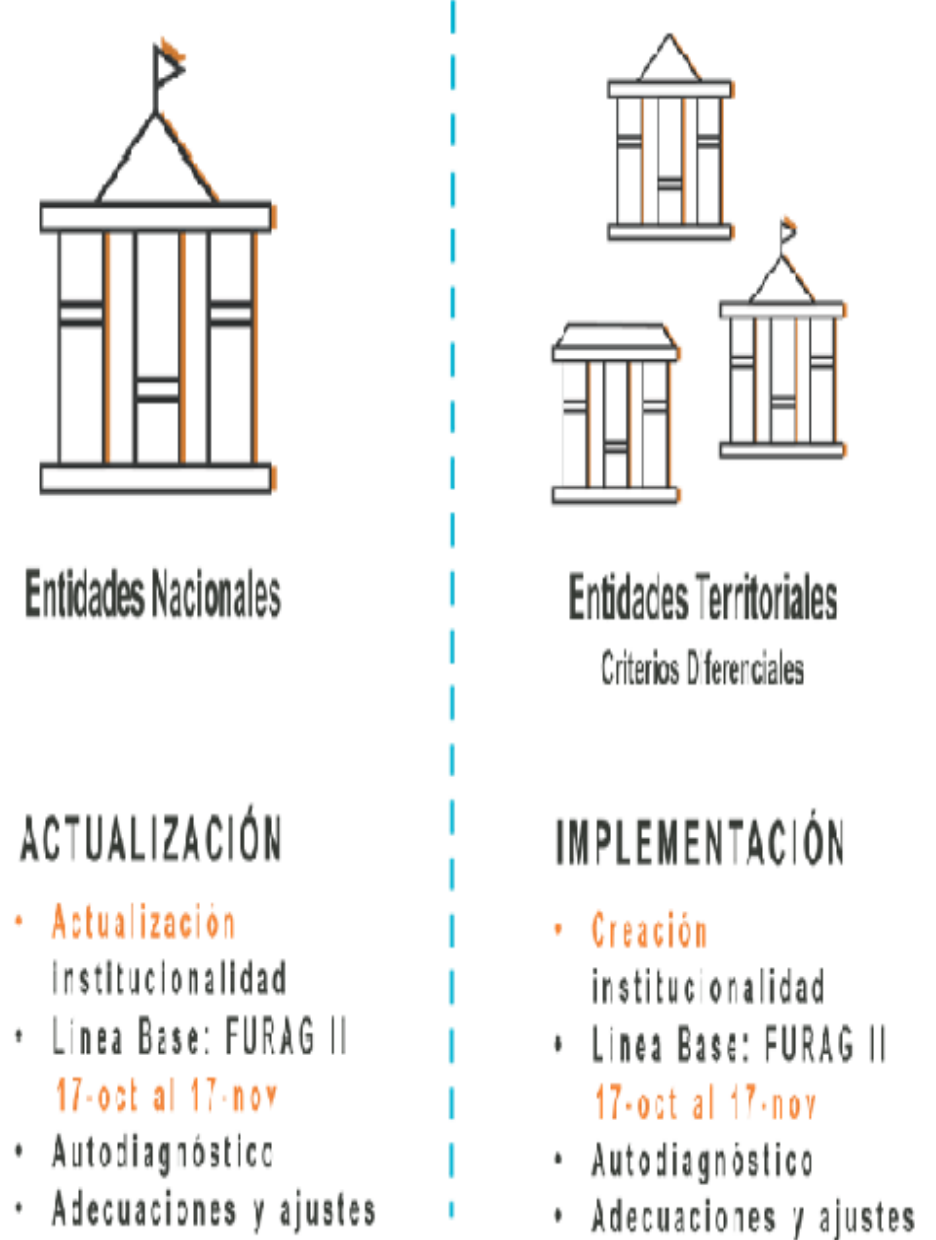 Entidades Nacionales
ACTUALIZACIÓN
• Actualización
institucionalidad
• Línea Base: FURAG II
17-oct al 17-nov
• Autodiagnóstico
• Adecuaciones y ajustes
Entidades Territoriales
Criterios Diferenciales
IMPLEMENTACIÓN
• Creación
institucionalidad
• Línea Base: FURAG II
17-oct al 17-nov
• Autodiagnóstico
• Adecuaciones y ajustes